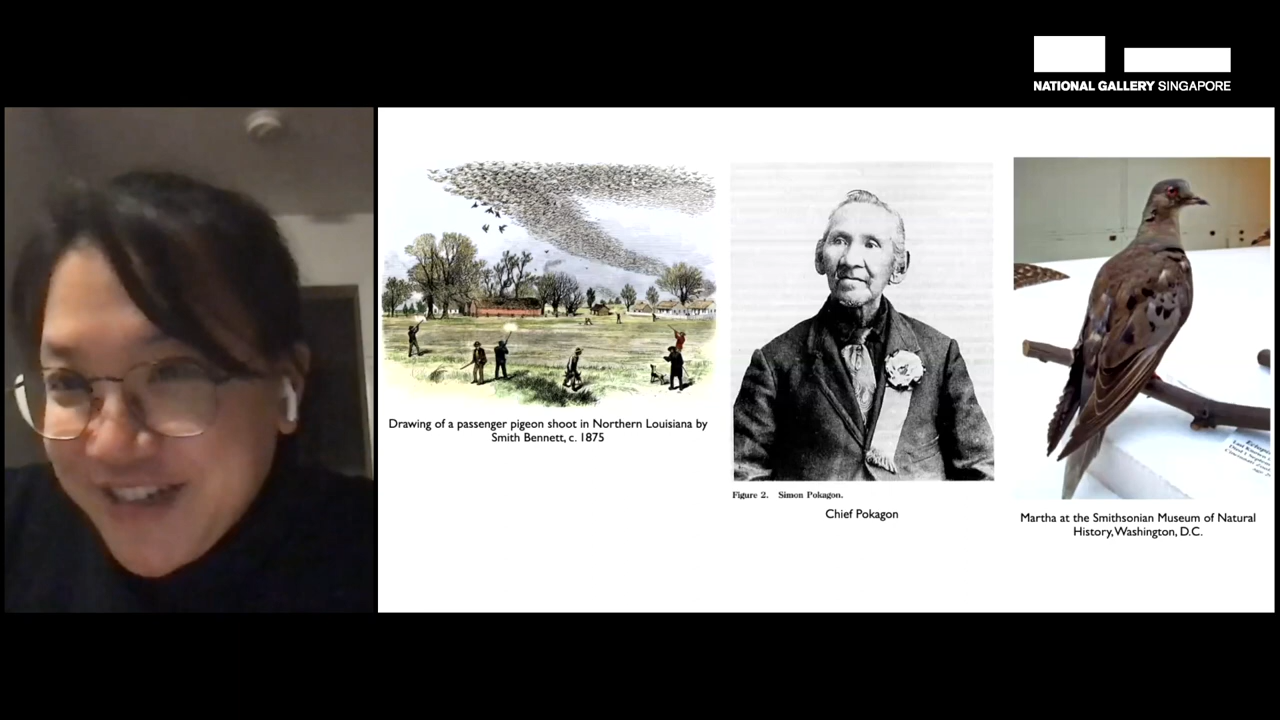 NATIONAL GALLERY SINGAPORE
Drawing of a passenger pigeon shoot in Northern Louisiana by
Smith Bennett, c. 1875
Figure 2. Simon Pokagon.
Chief Pokagon
Martha at the Smithsonian Museum of Natural
History, Washington, D.C.